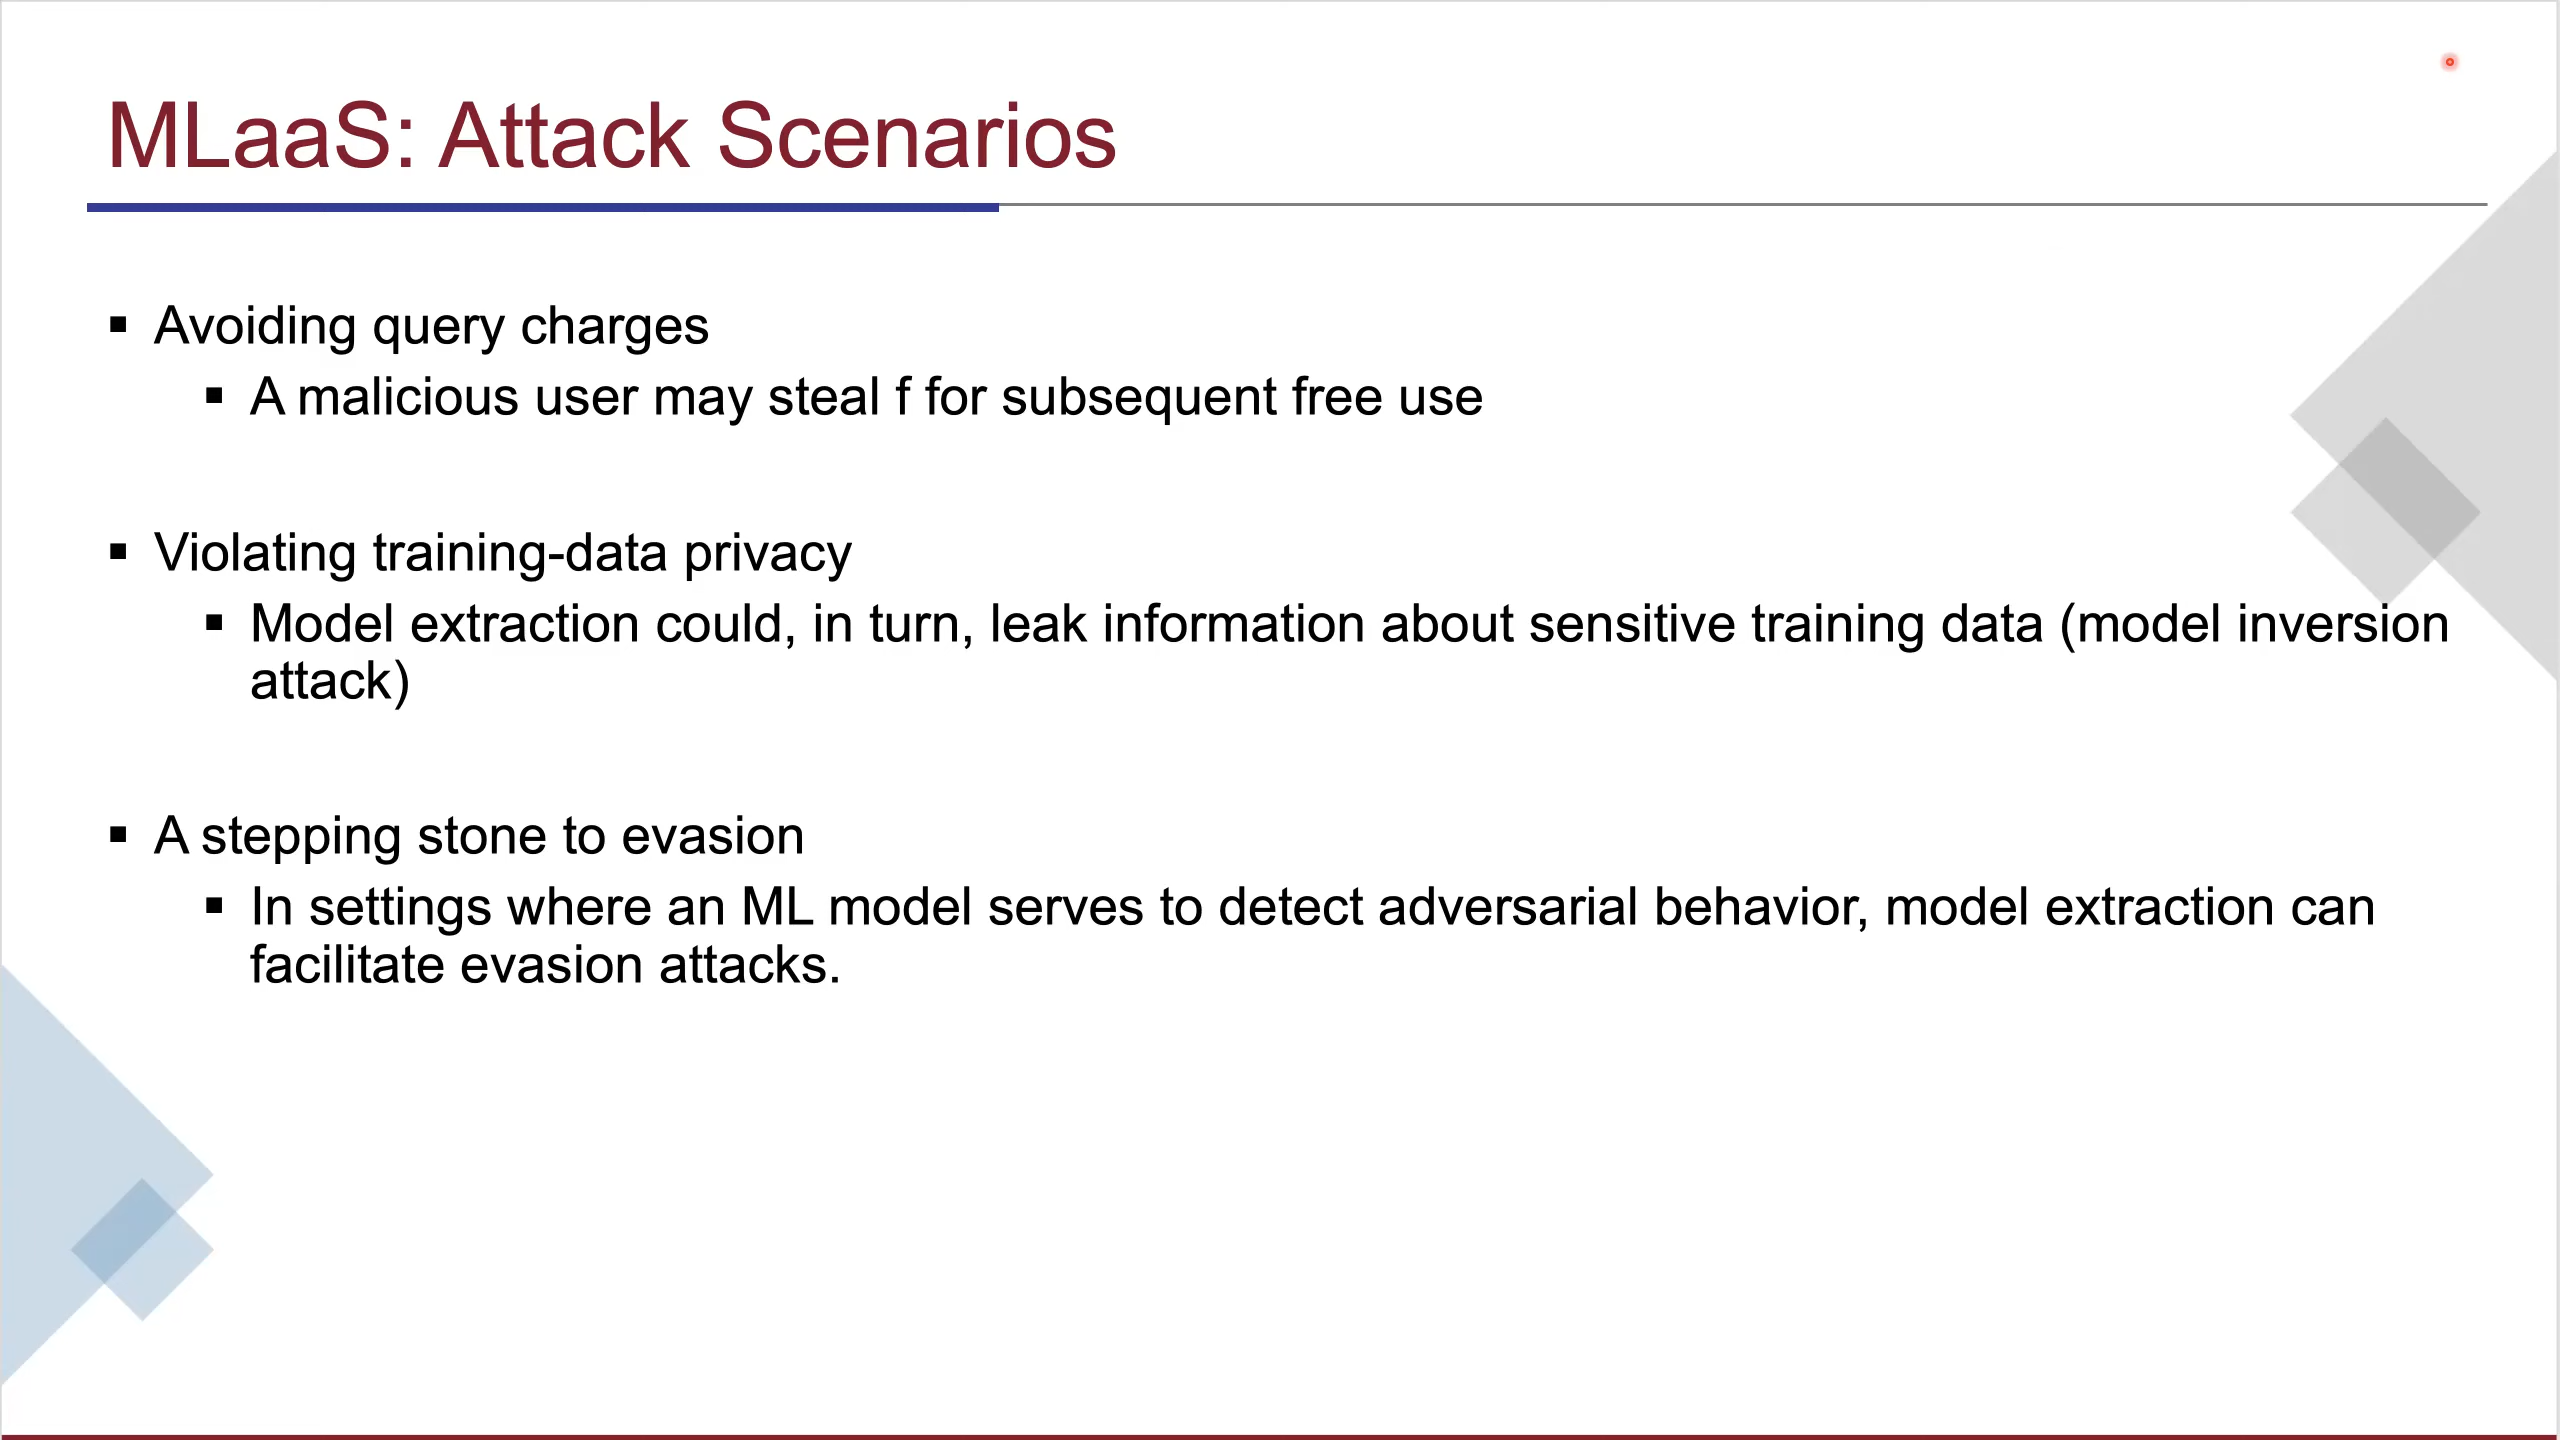 MLaaS: Attack Scenarios
▪ Avoiding query charges
▪ A malicious user may steal f for subsequent free use
▪ Violating training-data privacy
▪ Model extraction could, in turn, leak information about sensitive training data (model inversion
attack)
▪ A stepping stone to evasion
▪ In settings where an ML model serves to detect adversarial behavior, model extraction can
facilitate evasion attacks.